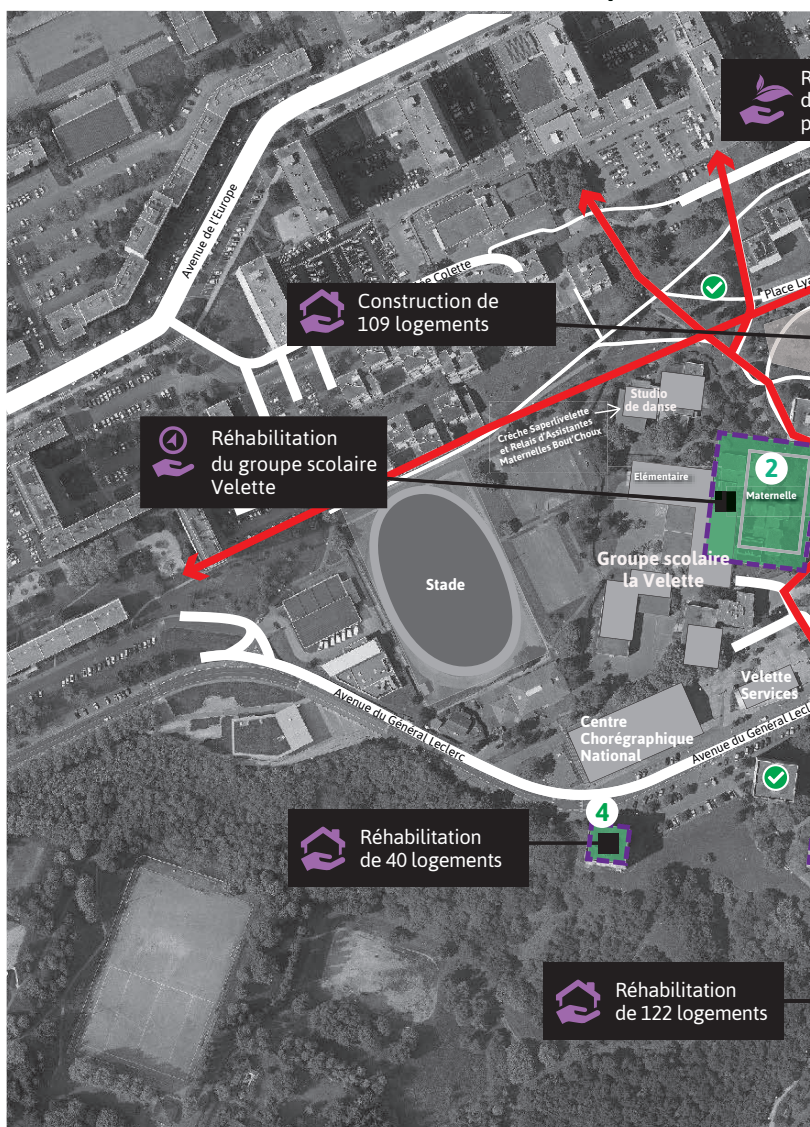 R
d
p
Avenue de l'Europe
Colette
Place Lya
Construction de
109 logements
Studio
de danse
Crèche Saperlivelette
et Relais d'Assistantes
Maternelles Bout'Choux
Réhabilitation
du groupe scolaire
Velette
Elémentaire
2
Maternelle
Groupe scolaire
la Velette
Stade
Velette
Services
Avenue du Général Leclerc
Centre
Chorégraphique
National
Avenue du Général Lecl
4
Réhabilitation
de 40 logements
Réhabilitation
de 122 logements